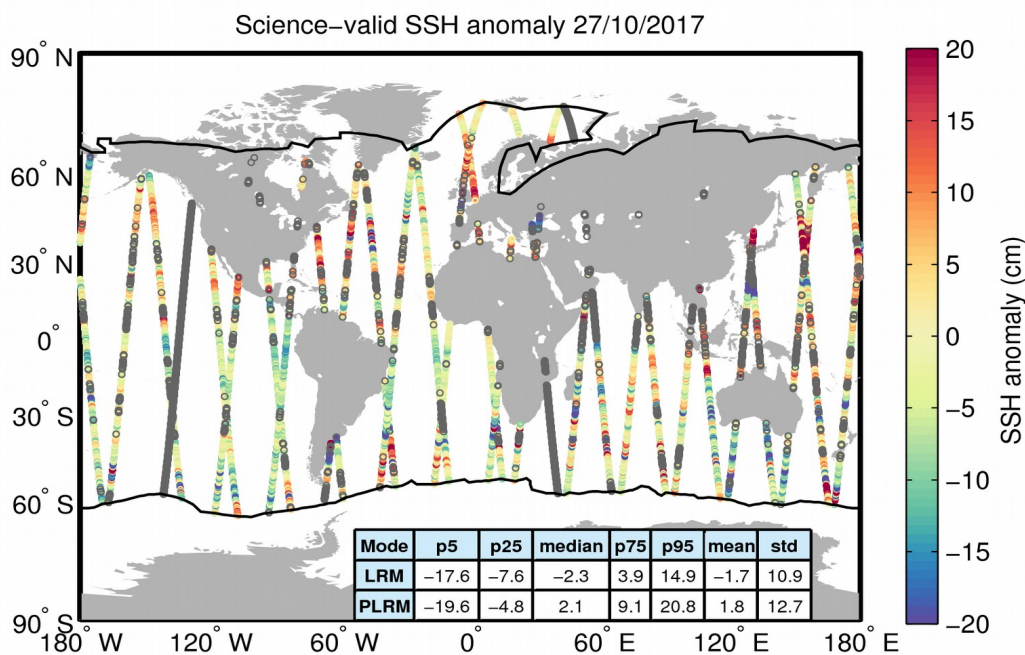 Science−valid SSH anomaly 27/10/2017
90° N
60° N
30° N
0°
30° S
60° S
90° S
180° W
120° W
60° W
0°
60° E
120° E
180° E
Mode p5 p25 median p75 p95 mean std
LRM −17.6 −7.6 −2.3 3.9 14.9 −1.7 10.9
PLRM −19.6 −4.8 2.1 9.1 20.8 1.8 12.7
20
15
10
5
0
−5
−10
−15
−20
SSH anomaly (cm)